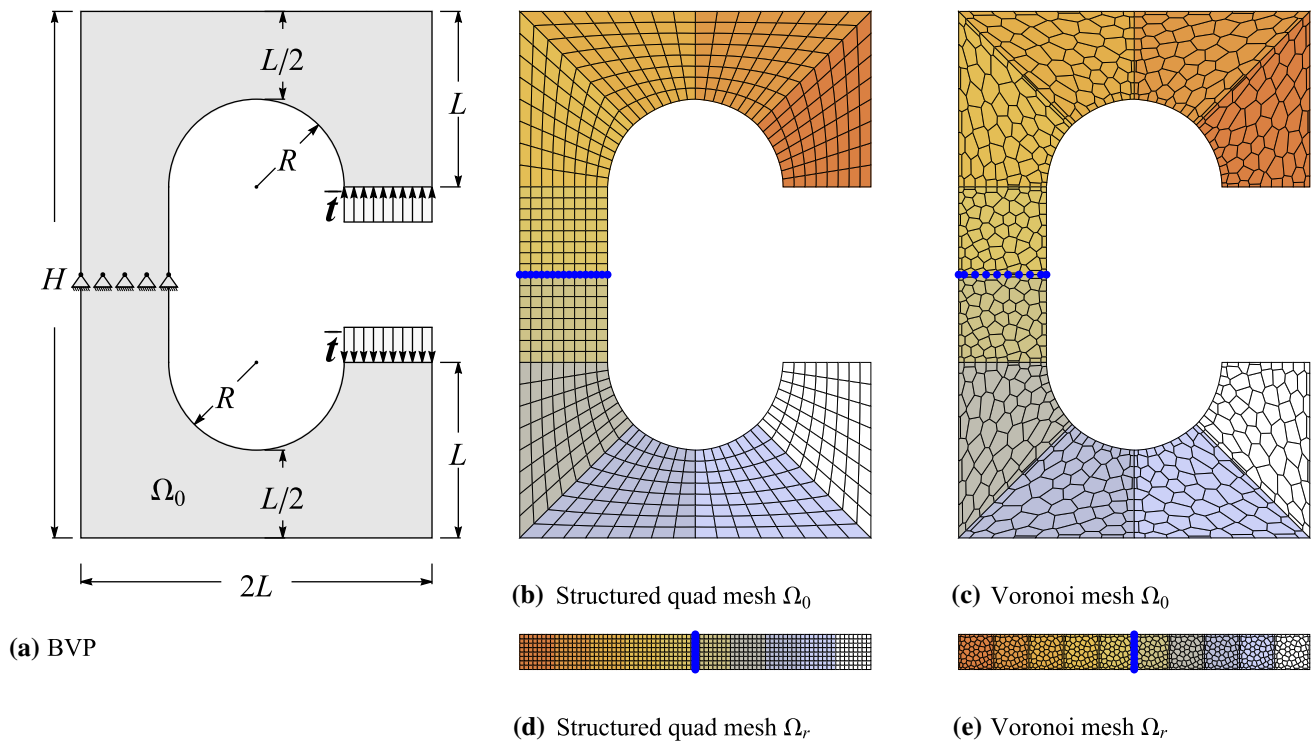 L/2
L
R
t̄
H
t̄
R
L
Ω₀
L/2
2L
(a) BVP
(b) Structured quad mesh Ω₀
(c) Voronoi mesh Ω₀
(d) Structured quad mesh Ωᵣ
(e) Voronoi mesh Ωᵣ